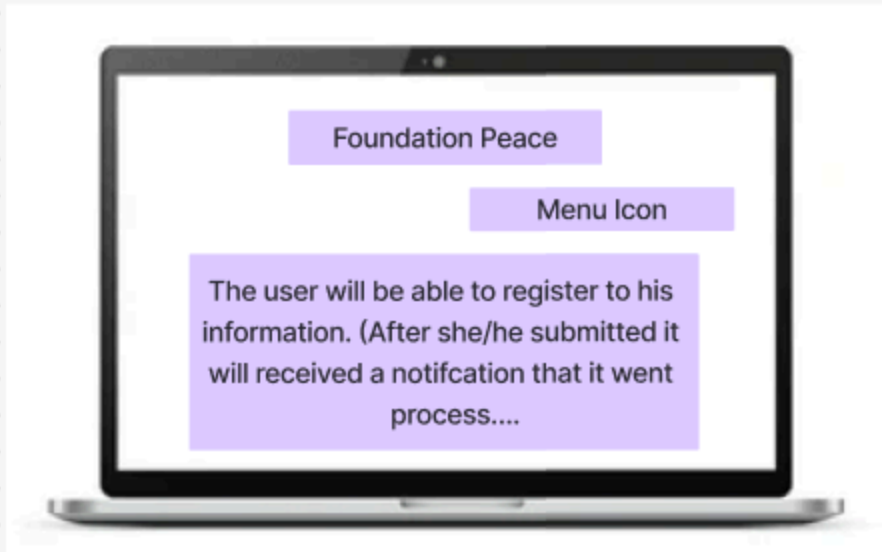 Foundation Peace
Menu Icon
The user will be able to register to his
information. (After she/he submitted it
will received a notifcation that it went
process....